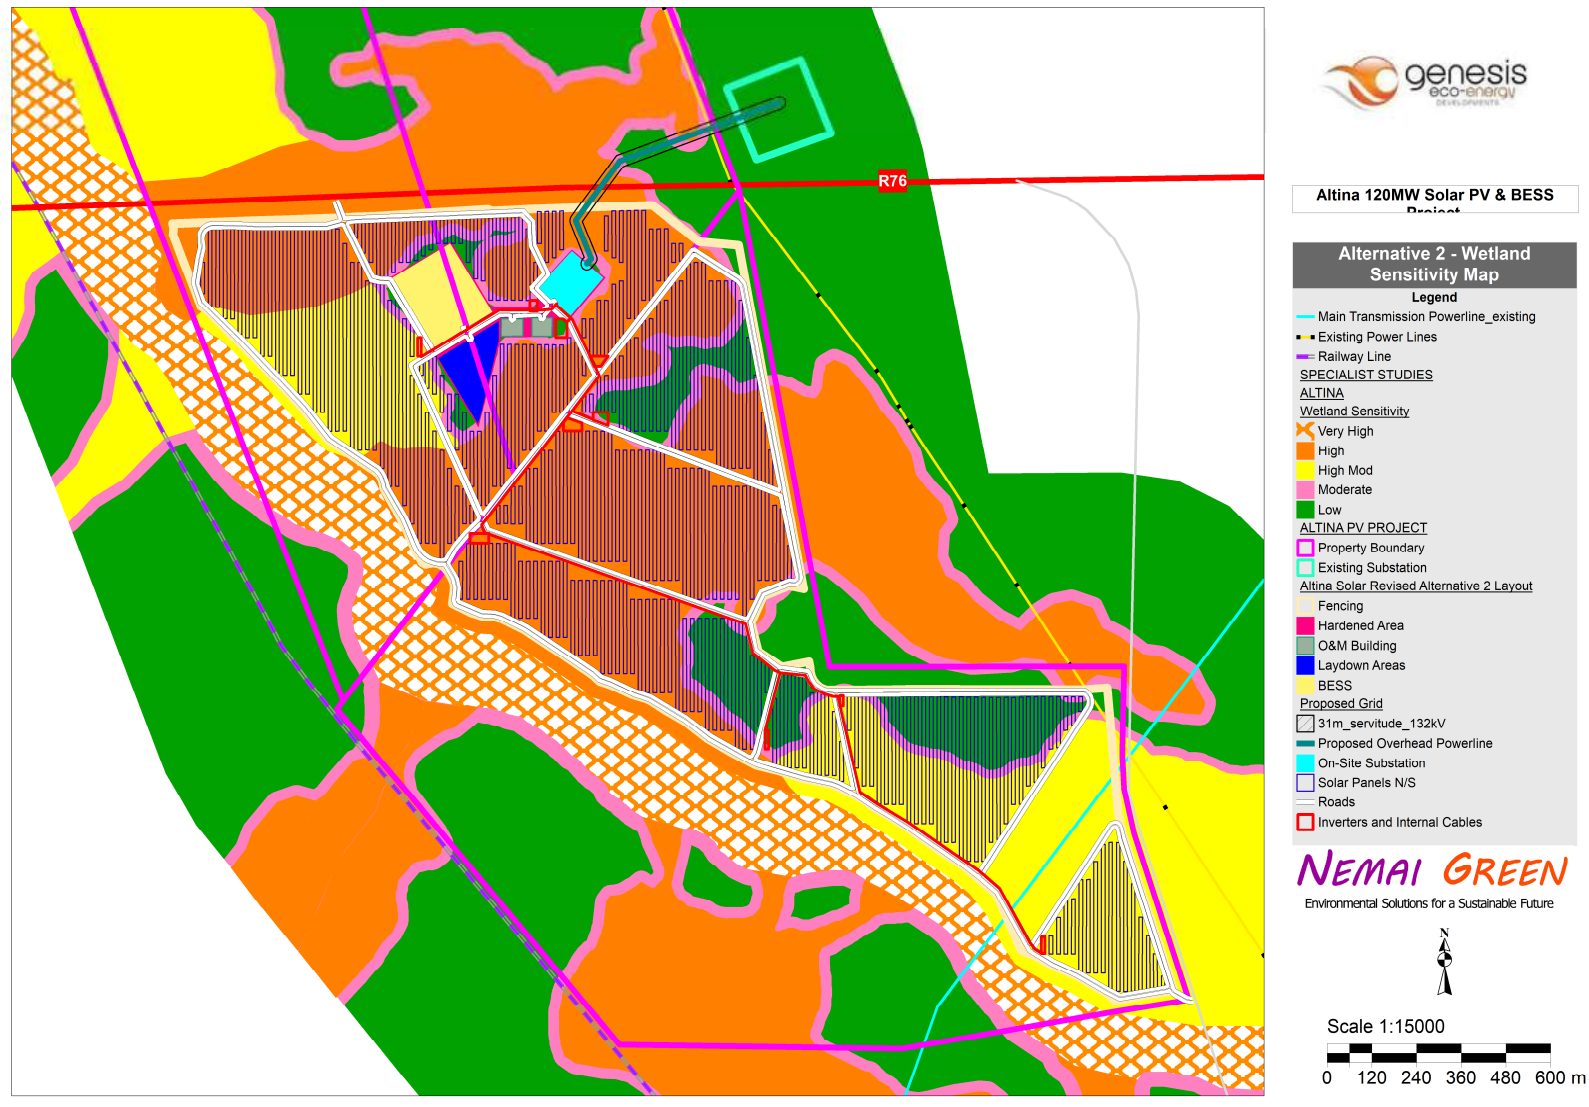 R76
genesis
eco-energy
DEVELOPMENTS
Altina 120MW Solar PV & BESS
Project
Alternative 2 - Wetland
Sensitivity Map
Legend
Main Transmission Powerline_existing
Existing Power Lines
Railway Line
SPECIALIST STUDIES
ALTINA
Wetland Sensitivity
Very High
High
High Mod
Moderate
Low
ALTINA PV PROJECT
Property Boundary
Existing Substation
Altina Solar Revised Alternative 2 Layout
Fencing
Hardened Area
O&M Building
Laydown Areas
BESS
Proposed Grid
31m_servitude_132kV
Proposed Overhead Powerline
On-Site Substation
Solar Panels N/S
Roads
Inverters and Internal Cables
NEMAI GREEN
Environmental Solutions for a Sustainable Future
N
Scale 1:15000
0 120 240 360 480 600 m